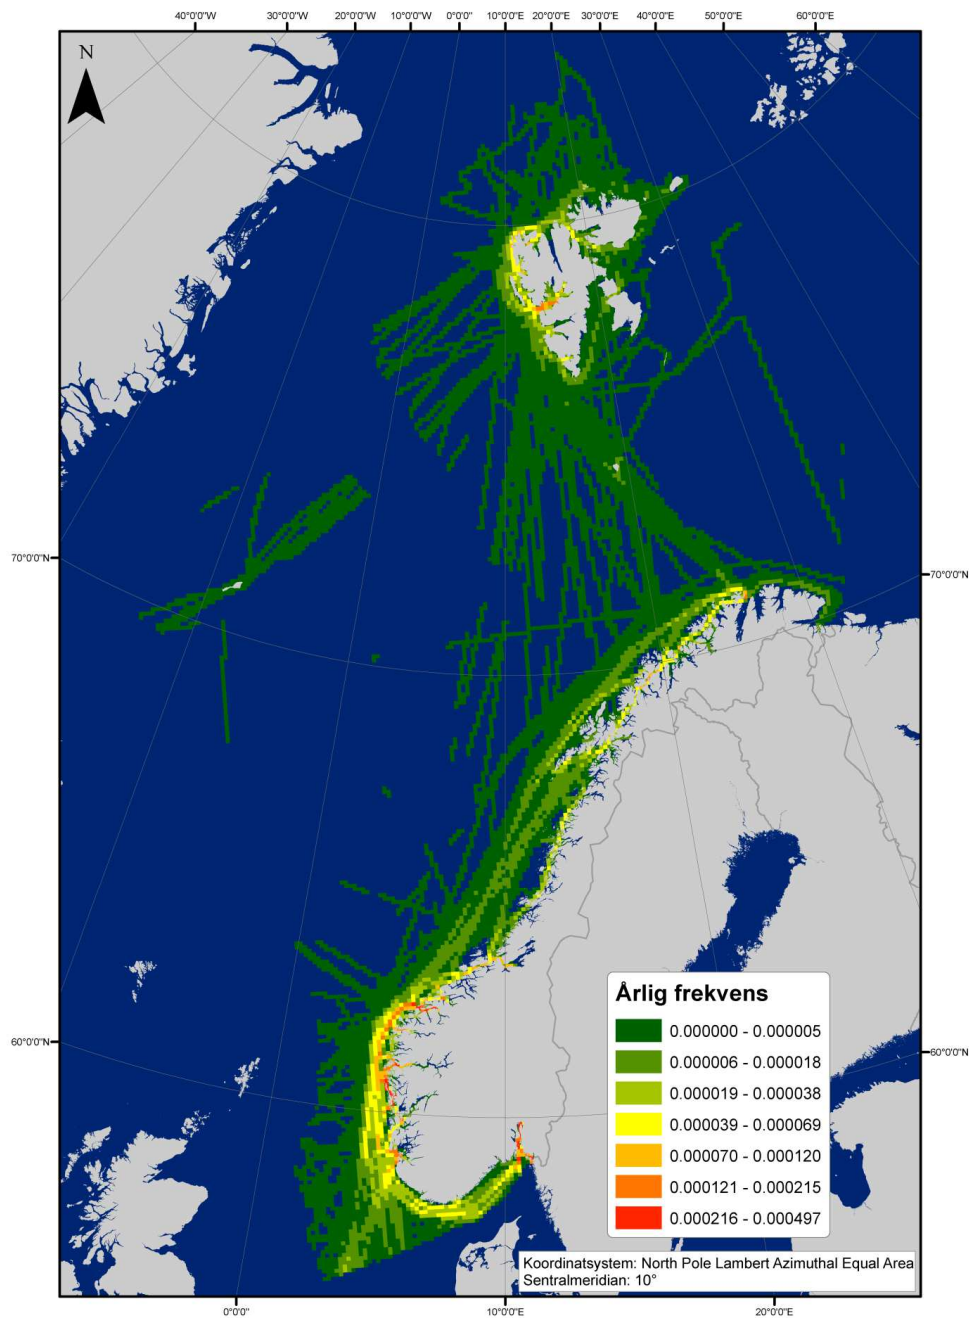 40°0'0"W 30°0'0"W 20°0'0"W 10°0'0"W 0°0'0" 10°0'0"E 20°0'0"E 30°0'0"E 40°0'0"E 50°0'0"E 60°0'0"E
N
70°0'0"N
70°0'0"N
Årlig frekvens
0.000000 - 0.000005
0.000006 - 0.000018
0.000019 - 0.000038
0.000039 - 0.000069
0.000070 - 0.000120
0.000121 - 0.000215
0.000216 - 0.000497
60°0'0"N
60°0'0"N
Koordinatsystem: North Pole Lambert Azimuthal Equal Area
Sentralmeridian: 10°
0°0'0" 10°0'0"E 20°0'0"E